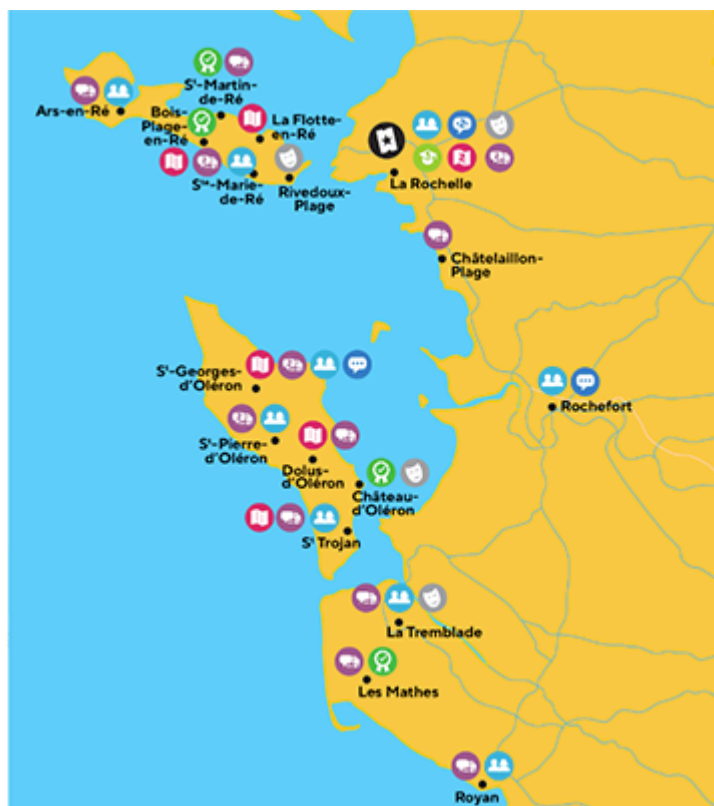 Sᵗ-Martin-
de-Ré
Ars-en-Ré
Bois-
Plage-
en-Ré
La Flotte-
en-Ré
Sᵗᵉ-Marie-
de-Ré
Rivedoux-
Plage
La Rochelle
Châtelaillon-
Plage
Sᵗ-Georges-
d'Oléron
Rochefort
Sᵗ-Pierre-
d'Oléron
Dolus-
d'Oléron
Château-
d'Oléron
Sᵗ Trojan
La Tremblade
Les Mathes
Royan